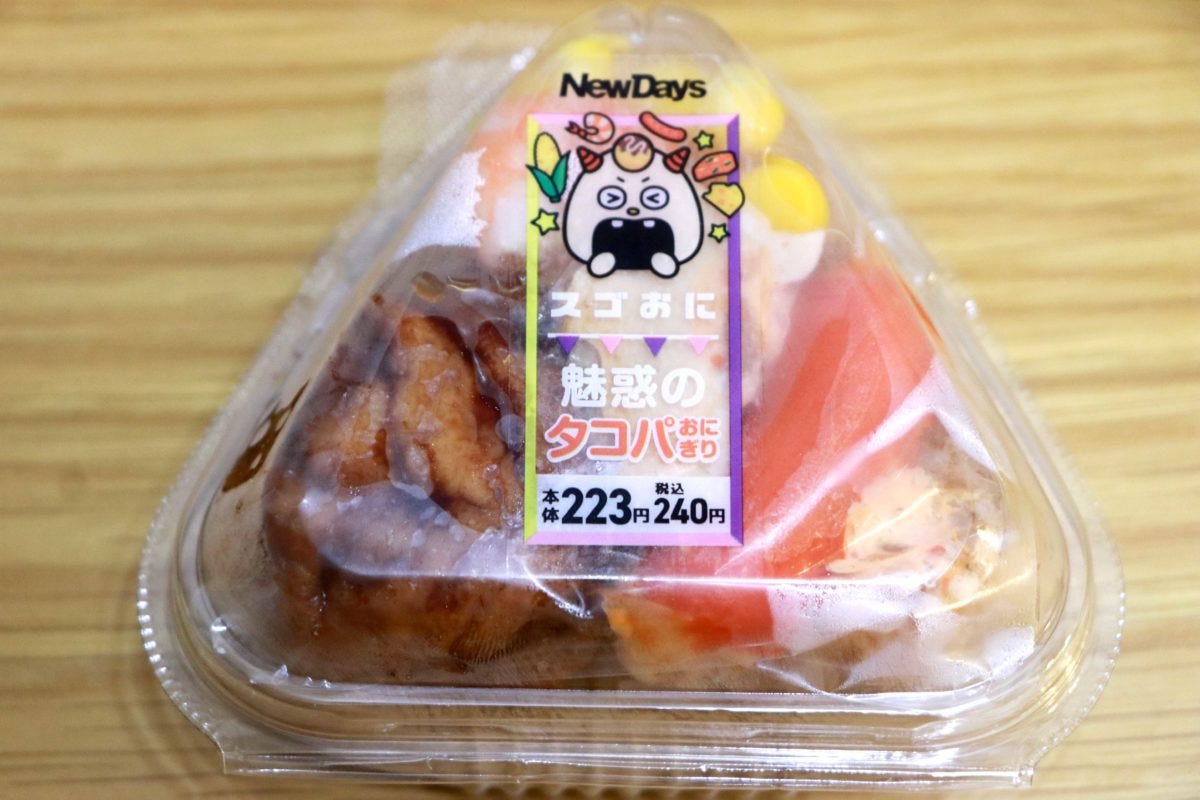 NewDays
スゴおに
魅惑の
タコパおにぎり
本体223円 税込240円